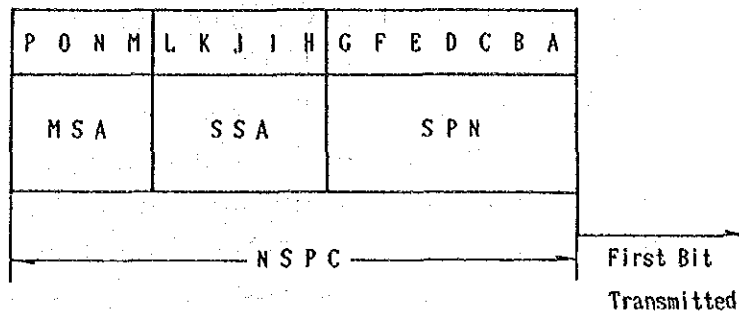 P O N M L K J I H G F E D C B A
M S A S S A S P N
N S P C
First Bit
Transmitted